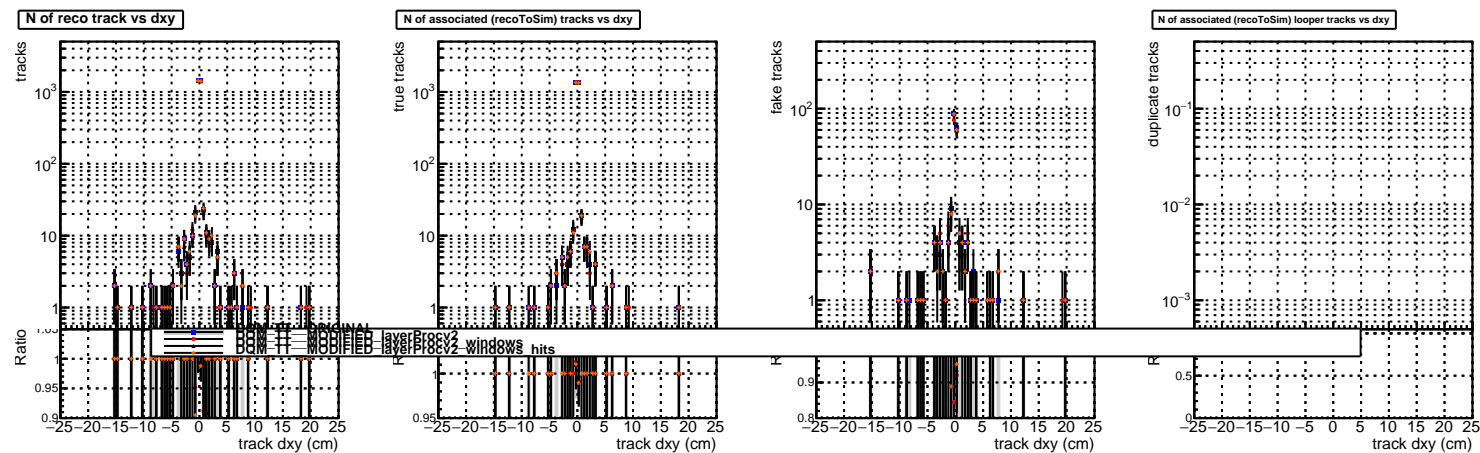 N of reco track vs dxy
tracks
10³
10²
10
1
Ratio
1
0.95
0.9
−25 −20 −15 −10 −5 0 5 10 15 20 25
track dxy (cm)
N of associated (recoToSim) tracks vs dxy
true tracks
10³
10²
10
1
1
0.95
−25 −20 −15 −10 −5 0 5 10 15 20 25
track dxy (cm)
fake tracks
10²
10
1
0.9
0.8
−25 −20 −15 −10 −5 0 5 10 15 20 25
track dxy (cm)
N of associated (recoToSim) looper tracks vs dxy
duplicate tracks
10⁻¹
10⁻²
10⁻³
0.5
0
−25 −20 −15 −10 −5 0 5 10 15 20 25
track dxy (cm)
DQM_TT__ORIGINAL
DQM_TT__MODIFIED_layerProcv2
DQM_TT__MODIFIED_layerProcv2_windows
DQM_TT__MODIFIED_layerProcv2_windows_hits